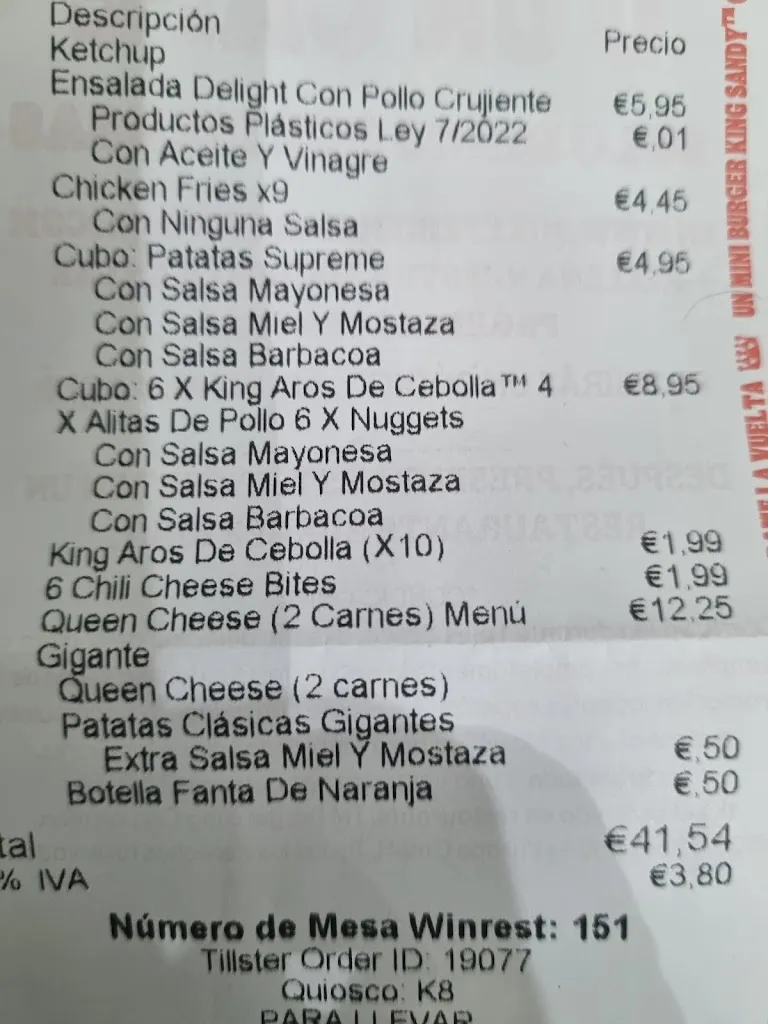 Descripción Precio
Ketchup
Ensalada Delight Con Pollo Crujiente €5,95
Productos Plásticos Ley 7/2022 €,01
Con Aceite Y Vinagre
Chicken Fries x9 €4,45
Con Ninguna Salsa
Cubo: Patatas Supreme €4,95
Con Salsa Mayonesa
Con Salsa Miel Y Mostaza
Con Salsa Barbacoa
Cubo: 6 X King Aros De Cebolla™ 4 €8,95
X Alitas De Pollo 6 X Nuggets
Con Salsa Mayonesa
Con Salsa Miel Y Mostaza
Con Salsa Barbacoa
King Aros De Cebolla (X10) €1,99
6 Chili Cheese Bites €1,99
Queen Cheese (2 Carnes) Menú €12,25
Gigante
Queen Cheese (2 carnes)
Patatas Clásicas Gigantes
Extra Salsa Miel Y Mostaza €,50
Botella Fanta De Naranja €,50
tal €41,54
% IVA €3,80
Número de Mesa Winrest: 151
Tillster Order ID: 19077
Quiosco: K8
PARA LLEVAR
LA VUELTA UN MINI BURGER KING SANDY™